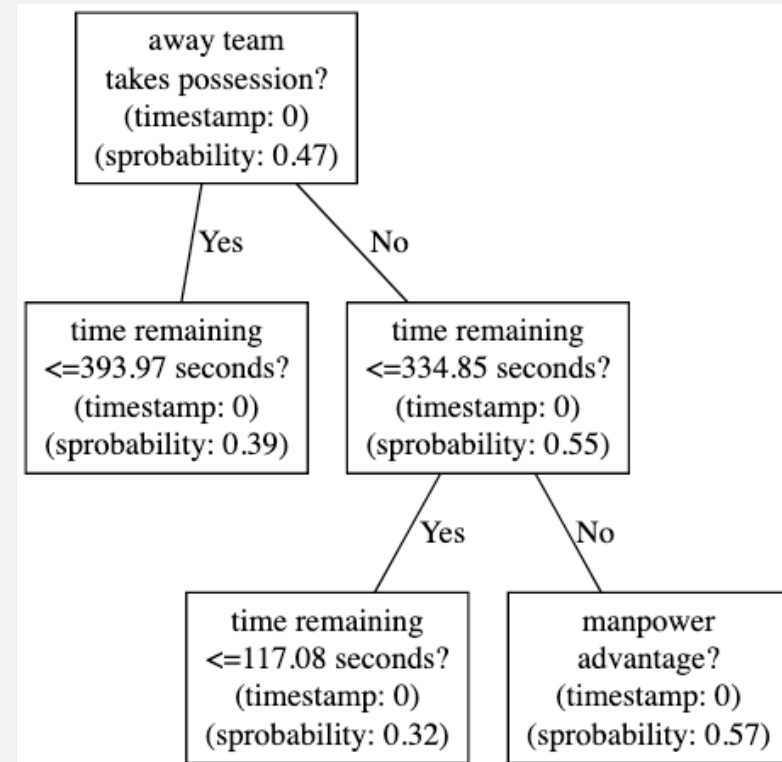 away team
takes possession?
(timestamp: 0)
(sprobability: 0.47)
Yes
No
time remaining
<=393.97 seconds?
(timestamp: 0)
(sprobability: 0.39)
time remaining
<=334.85 seconds?
(timestamp: 0)
(sprobability: 0.55)
Yes
No
time remaining
<=117.08 seconds?
(timestamp: 0)
(sprobability: 0.32)
manpower
advantage?
(timestamp: 0)
(sprobability: 0.57)